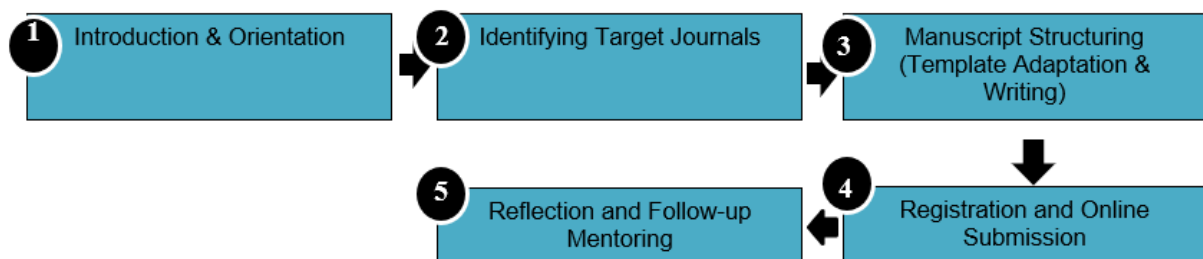 1
Introduction & Orientation
2
Identifying Target Journals
3
Manuscript Structuring
(Template Adaptation &
Writing)
4
Registration and Online
Submission
5
Reflection and Follow-up
Mentoring